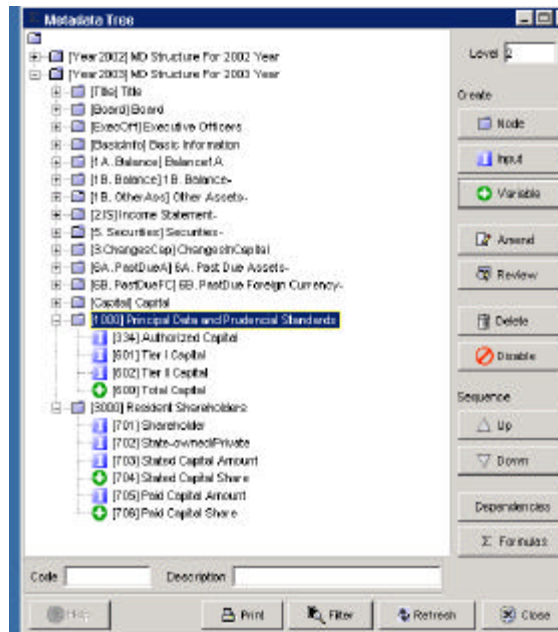 Metadata Tree
[Year2002] MD Structure For 2002 Year
[Year2003] MD Structure For 2003 Year
[Title] Title
[Board] Board
[ExecOff] Executive Officers
[BasicInfo] Basic Information
[1A. Balance] Balance1A
[1B. Balance] 1B. Balance-
[1B. OtherAss] Other Assets-
[2.IS] Income Statement-
[5. Securities] Securities-
[3.ChangesCap] ChangesInCapital
[6A. PastDueA] 6A. Past Due Assets-
[6B. PastDueFC] 6B. PastDue Foreign Currency-
[Capital] Capital
[1000] Principal Data and Prudencial Standards
[334] Authorized Capital
[601] Tier I Capital
[602] Tier II Capital
[600] Total Capital
[3000] Resident Shareholders
[701] Shareholder
[702] State-owned/Private
[703] Stated Capital Amount
[704] Stated Capital Share
[705] Paid Capital Amount
[706] Paid Capital Share
Level 2
Create
Node
Input
Variable
Amend
Review
Delete
Disable
Sequence
Up
Down
Dependencies
Σ Formulas
Code Description
Help Print Filter Refresh Close